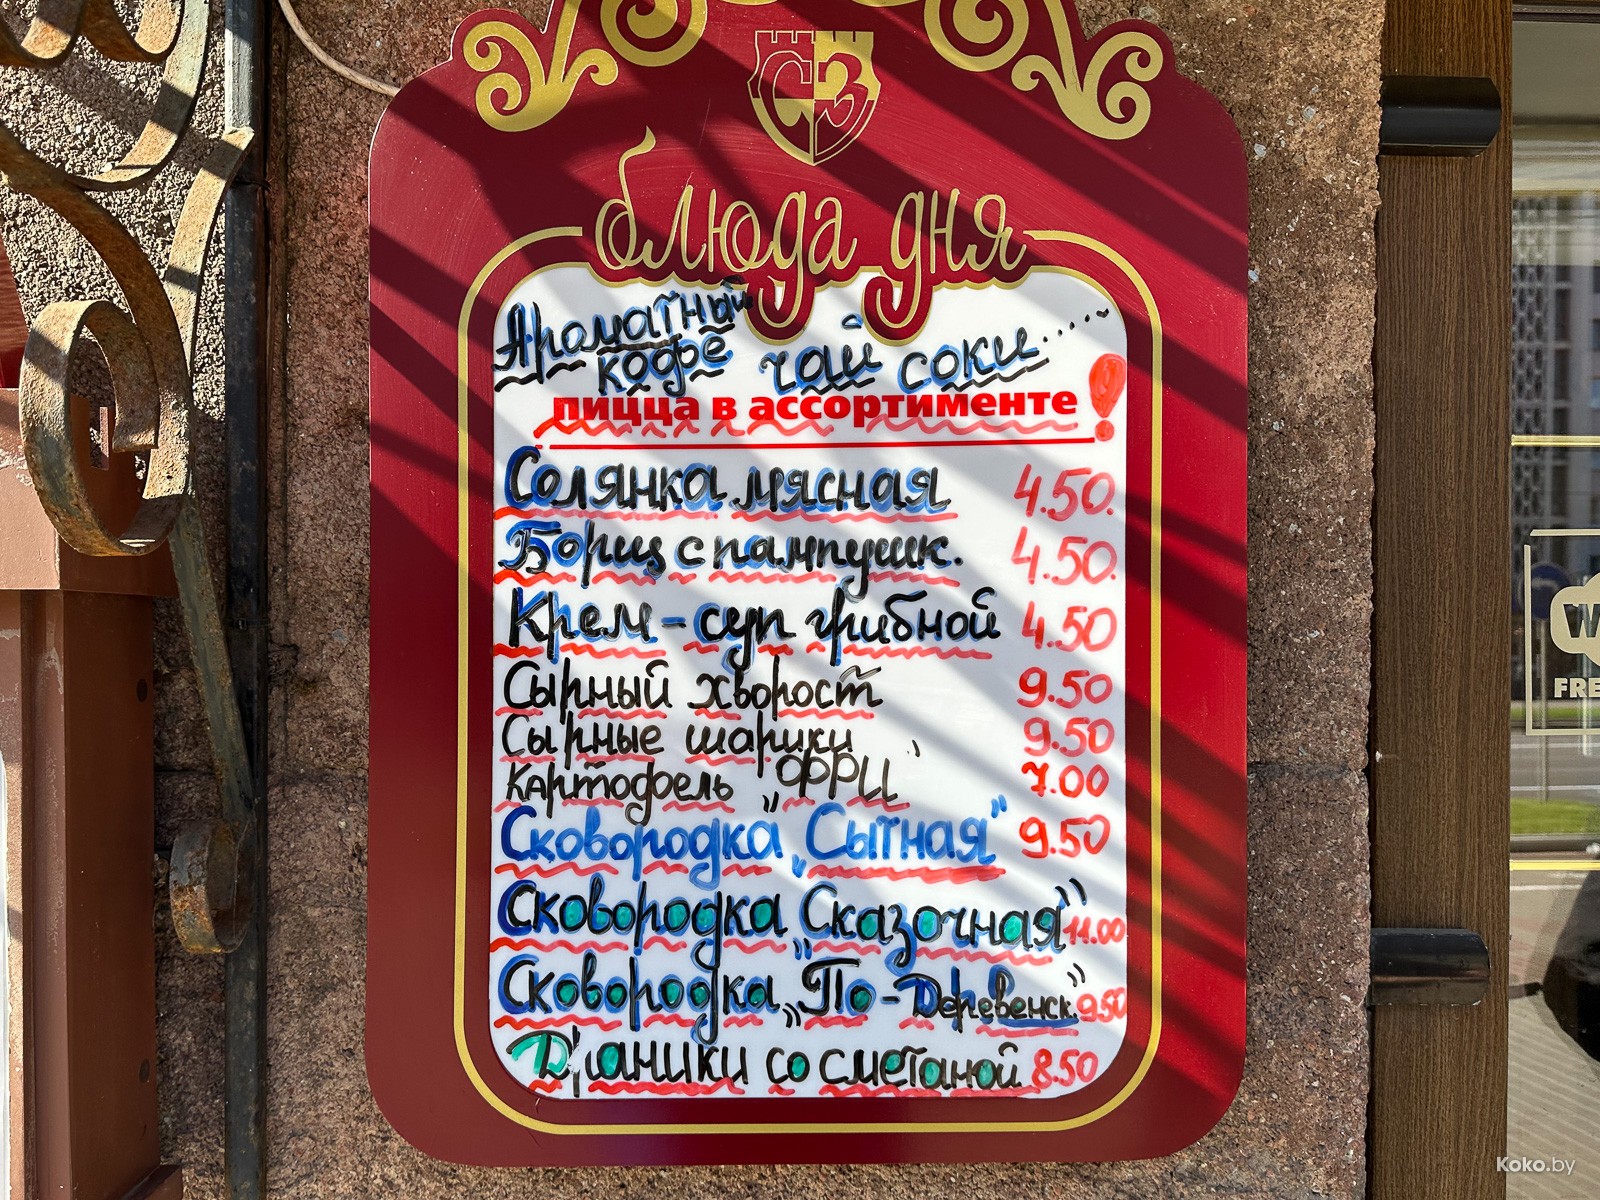 СЗ
блюда дня
Ароматный
кофе чай соки.....
пицца в ассортименте!
Солянка мясная 4.50.
Борщ с пампушк. 4.50.
Крем-суп грибной 4.50
Сырный хворост 9.50
Сырные шарики 9.50
Картофель "ФРИ" 7.00
Сковородка „Сытная" 9.50
Сковородка „Сказочная" 11.00
Сковородка „По-Деревенск." 9.50
Драники со сметаной 8.50
W
FRE
Koko.by